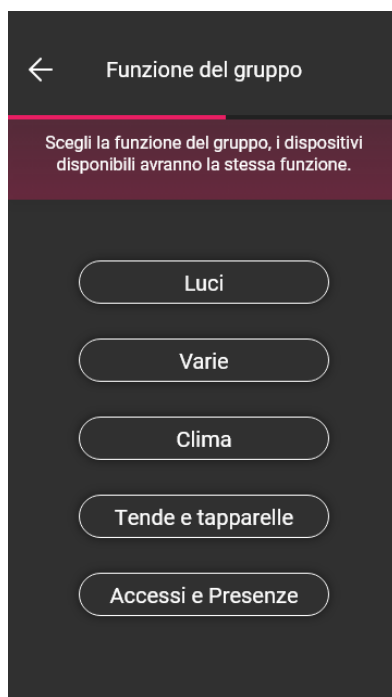 Funzione del gruppo
Scegli la funzione del gruppo, i dispositivi
disponibili avranno la stessa funzione.
Luci
Varie
Clima
Tende e tapparelle
Accessi e Presenze